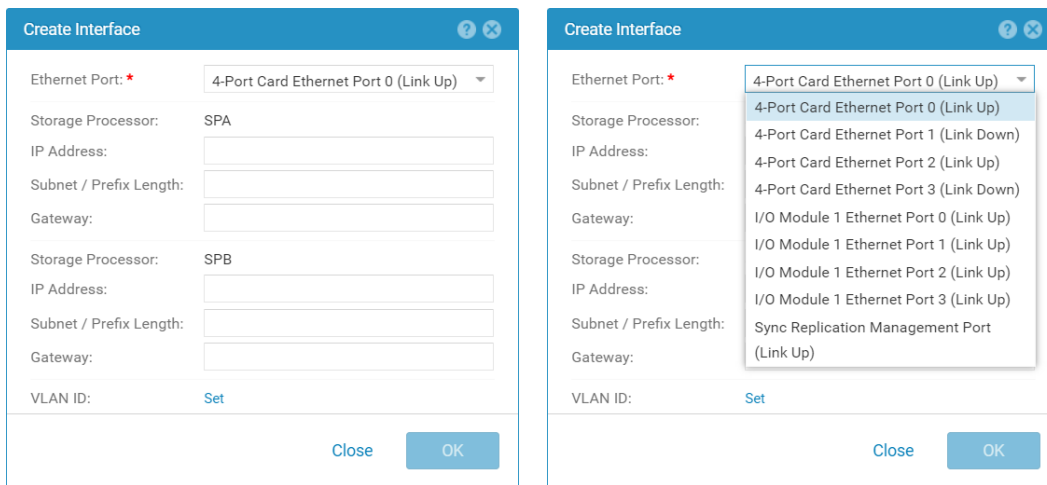 Create Interface
Ethernet Port: * 4-Port Card Ethernet Port 0 (Link Up)
Storage Processor: SPA
IP Address:
Subnet / Prefix Length:
Gateway:
Storage Processor: SPB
IP Address:
Subnet / Prefix Length:
Gateway:
VLAN ID: Set
Close OK
Create Interface
Ethernet Port: * 4-Port Card Ethernet Port 0 (Link Up)
4-Port Card Ethernet Port 0 (Link Up)
4-Port Card Ethernet Port 1 (Link Down)
4-Port Card Ethernet Port 2 (Link Up)
4-Port Card Ethernet Port 3 (Link Down)
I/O Module 1 Ethernet Port 0 (Link Up)
I/O Module 1 Ethernet Port 1 (Link Up)
I/O Module 1 Ethernet Port 2 (Link Up)
I/O Module 1 Ethernet Port 3 (Link Up)
Sync Replication Management Port
(Link Up)
Storage Processor:
IP Address:
Subnet / Prefix Length:
Gateway:
Storage Processor:
IP Address:
Subnet / Prefix Length:
Gateway:
VLAN ID: Set
Close OK